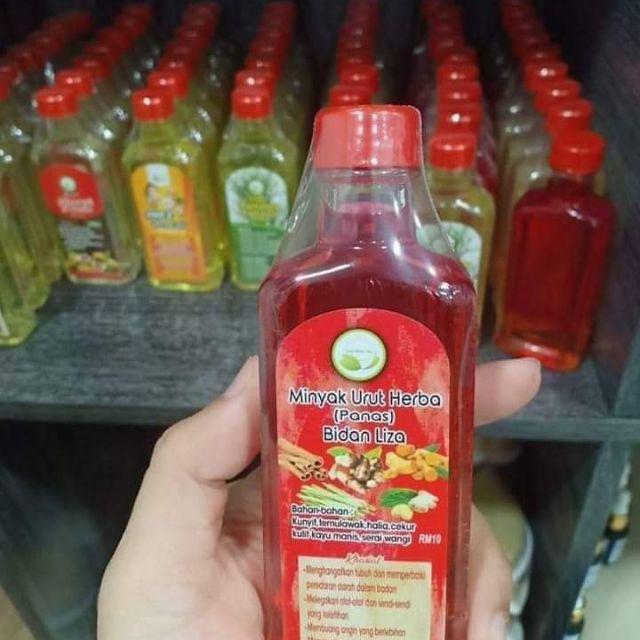 Minyak Urut Herba
(Panas)
Bidan Liza
Bahan-bahan:
Kunyit,temulawak,halia,cekur
kulit kayu manis, serai wangi
RM10
Khasiat
-Menghangatkan tubuh dan memperbaiki
peredaran darah dalam badan
-Melegakan otot-otot dan sendi-sendi
yang keletihan
-Membuang angin yang berlebihan